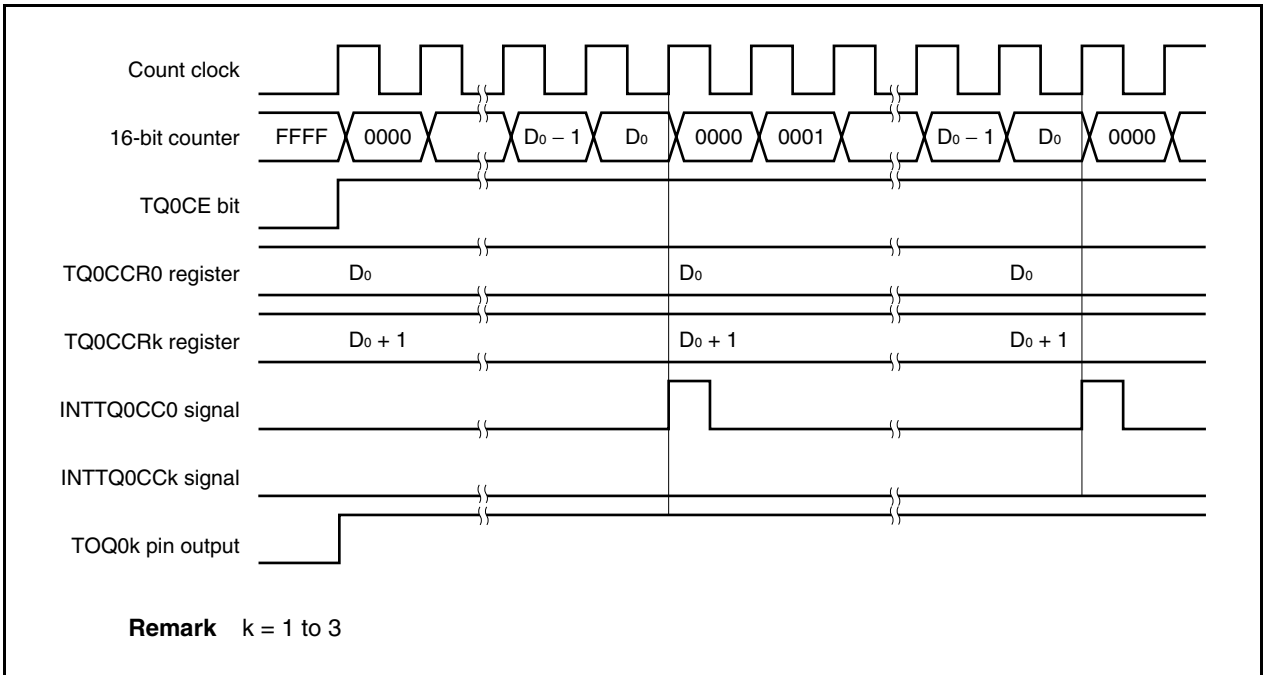 Count clock
16-bit counter FFFF 0000 D₀ − 1 D₀ 0000 0001 D₀ − 1 D₀ 0000
TQ0CE bit
TQ0CCR0 register D₀ D₀ D₀
TQ0CCRk register D₀ + 1 D₀ + 1 D₀ + 1
INTTQ0CC0 signal
INTTQ0CCk signal
TOQ0k pin output
Remark k = 1 to 3